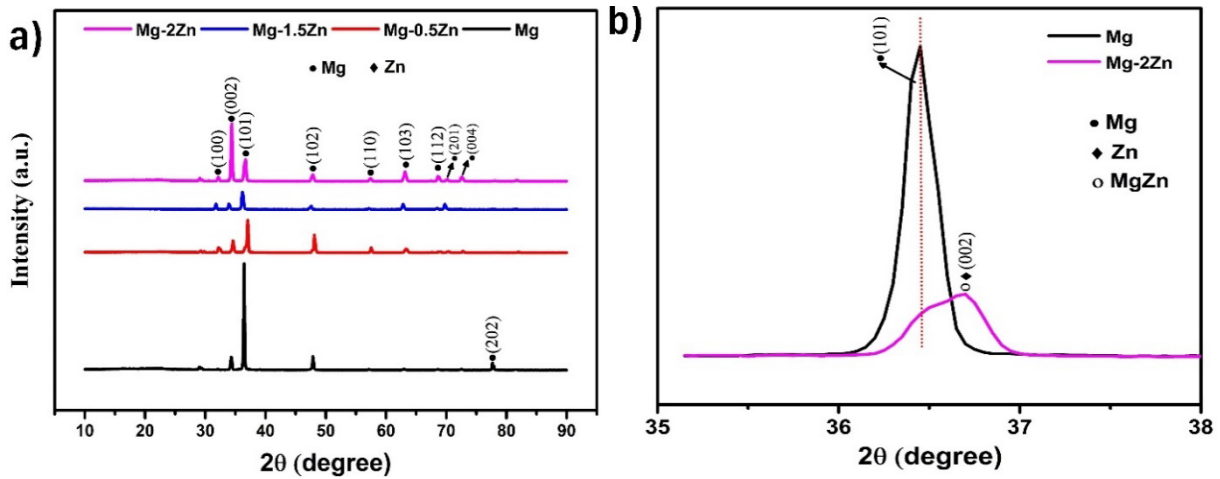 a)
Mg-2Zn Mg-1.5Zn Mg-0.5Zn Mg
● Mg ♦ Zn
●(100)
●(002)
●(101)
●(102)
●(110)
●(103)
●(112)
●(201)
●(004)
●(202)
Intensity (a.u.)
10 20 30 40 50 60 70 80 90
2θ (degree)
b)
●(101)
Mg
Mg-2Zn
● Mg
♦ Zn
o MgZn
o♦(002)
35 36 37 38
2θ (degree)